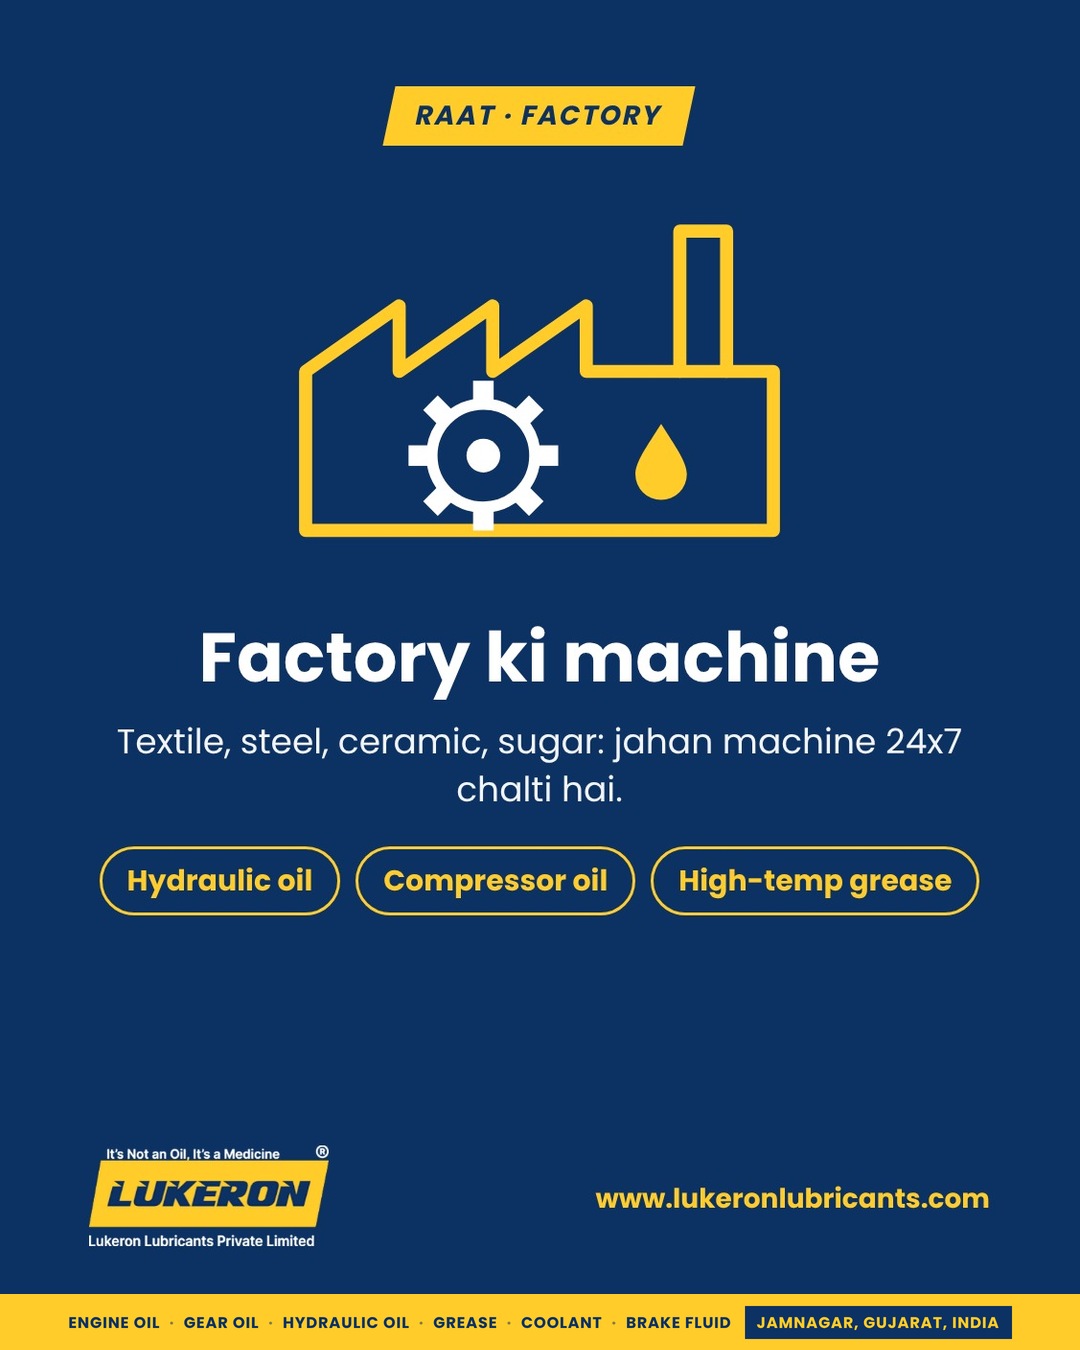 RAAT · FACTORY
Factory ki machine
Textile, steel, ceramic, sugar: jahan machine 24x7
chalti hai.
Hydraulic oil
Compressor oil
High-temp grease
It's Not an Oil, It's a Medicine ®
LUKERON
Lukeron Lubricants Private Limited
www.lukeronlubricants.com
ENGINE OIL · GEAR OIL · HYDRAULIC OIL · GREASE · COOLANT · BRAKE FLUID JAMNAGAR, GUJARAT, INDIA